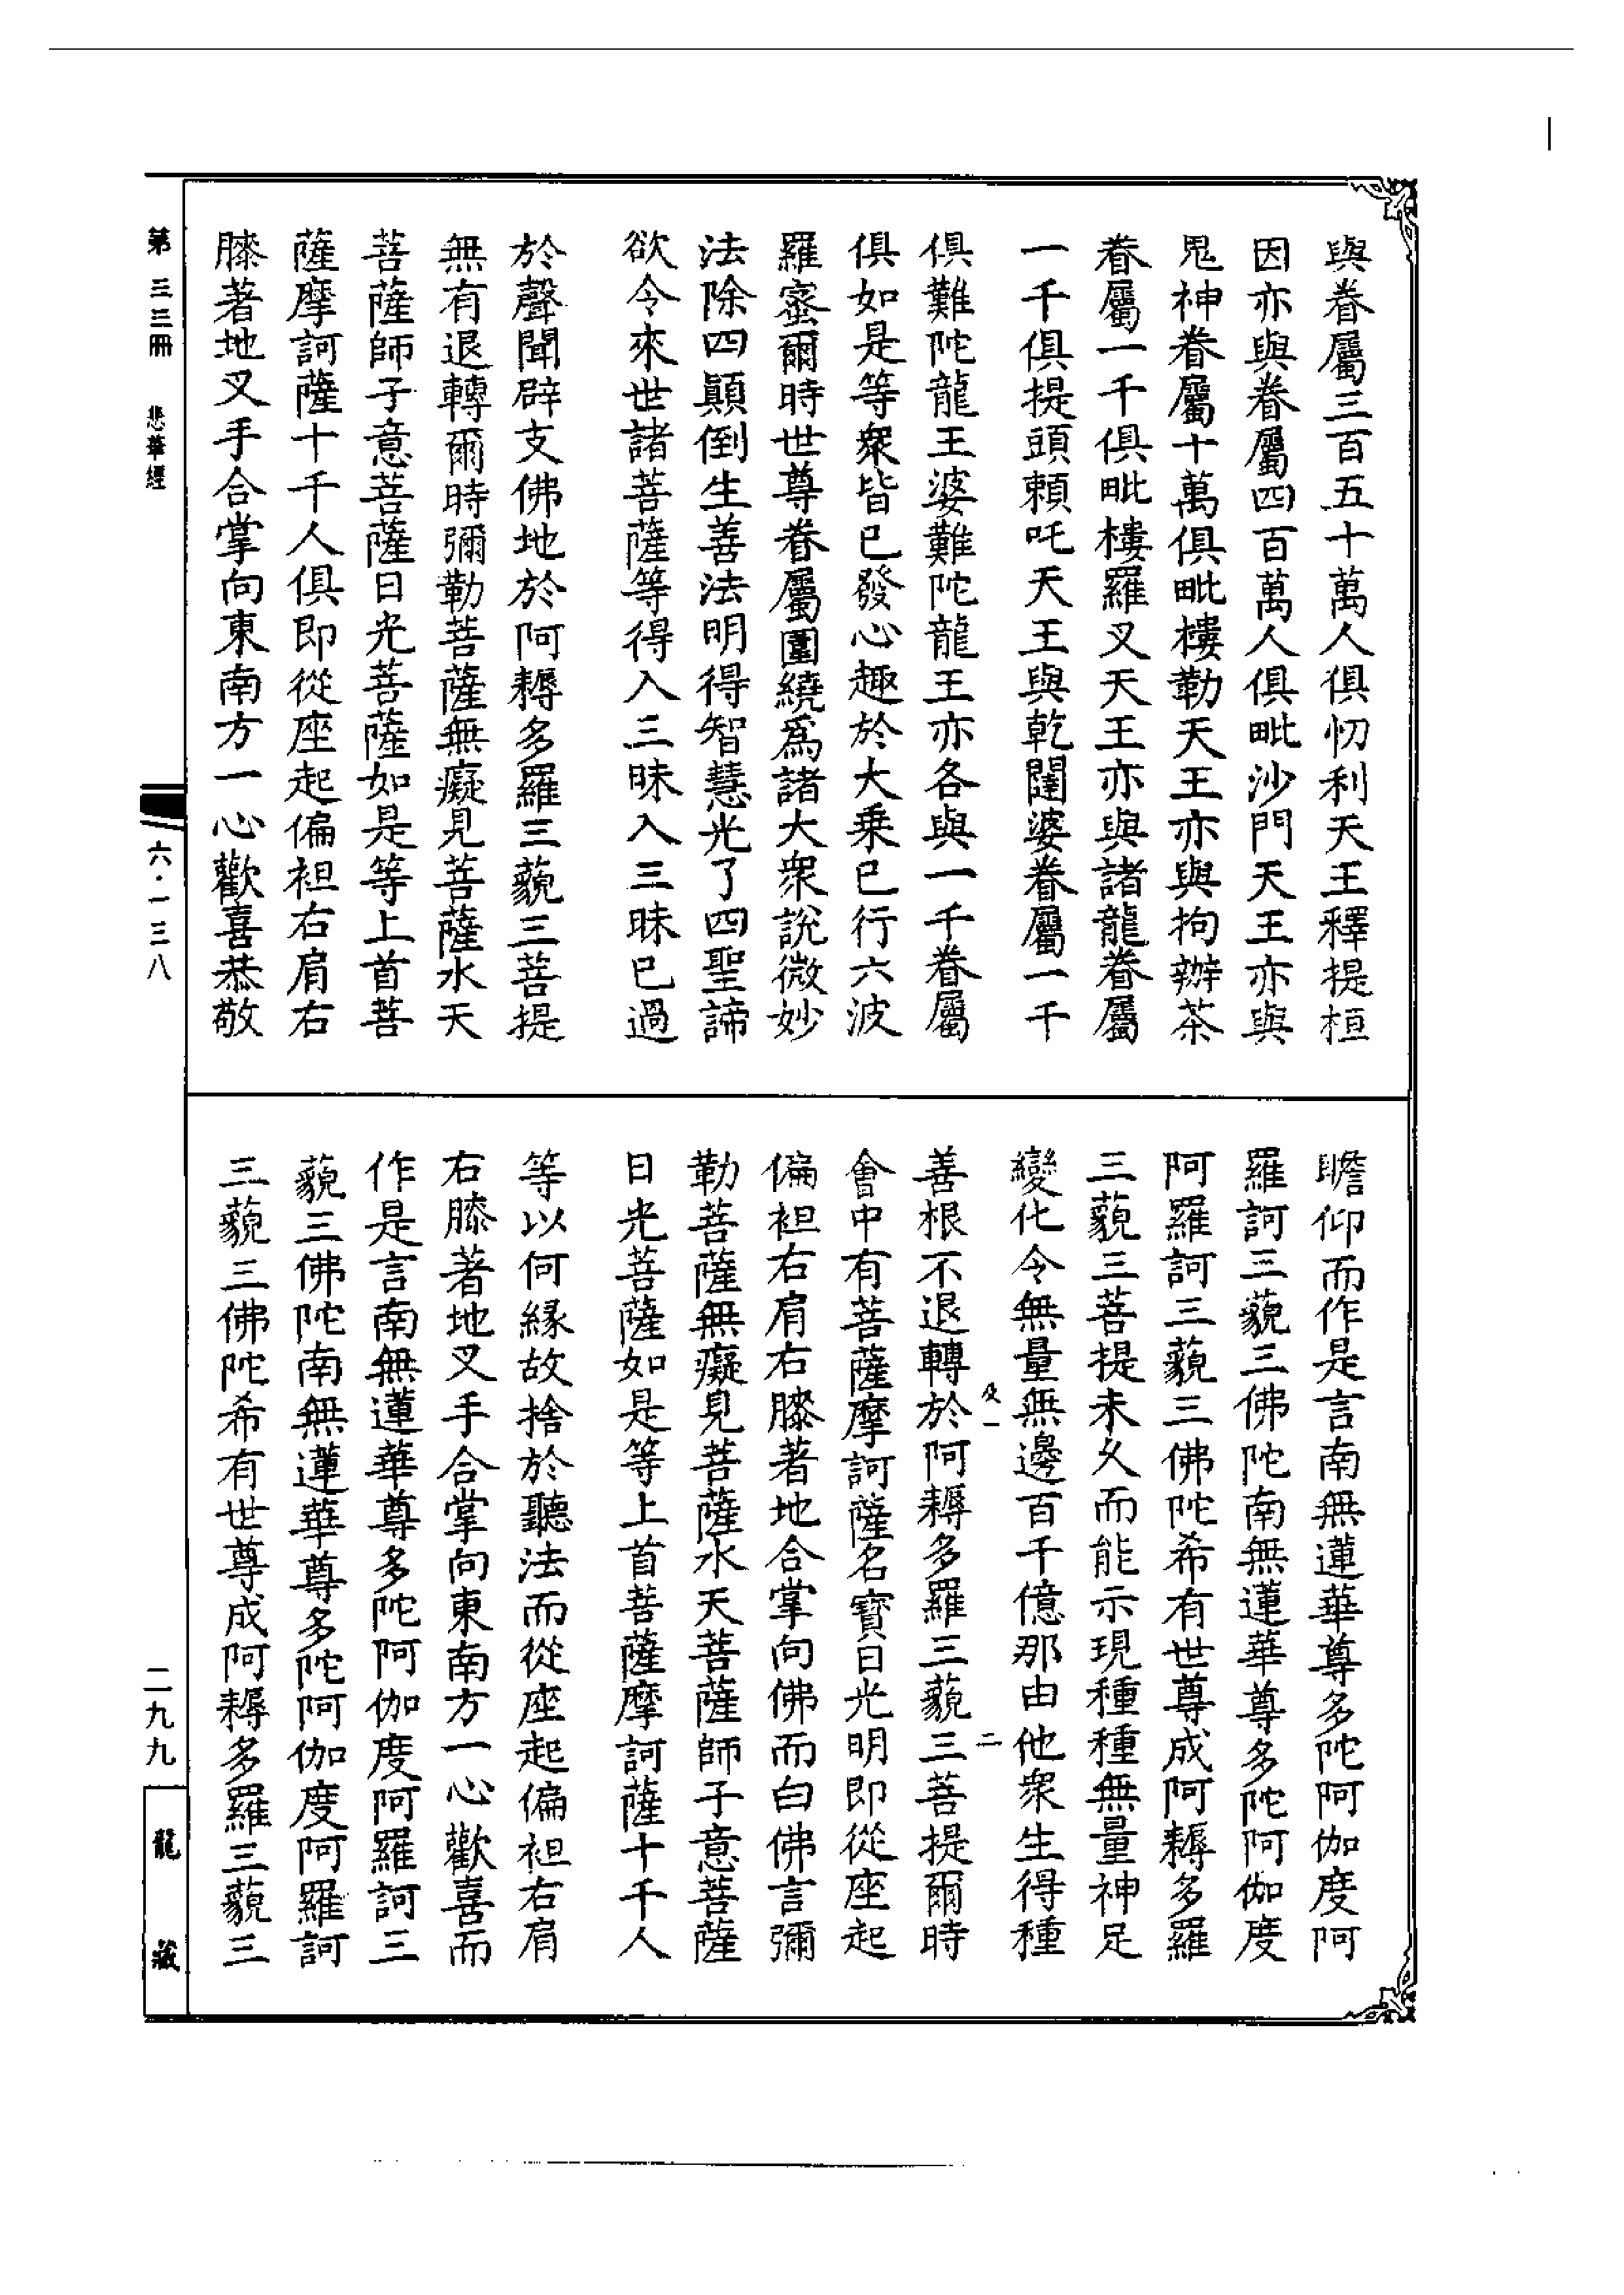 與眷屬三百五十萬人俱忉利天王釋提桓
因亦與眷屬四百萬人俱毗沙門天王亦與
鬼神眷屬十萬俱毗樓勒天王亦與拘辦茶
眷屬一千俱毗樓羅叉天王亦與諸龍眷屬
一千俱提頭賴吒天王與乾闥婆眷屬一千
俱難陀龍王婆難陀龍王亦各與一千眷屬
俱如是等衆皆已發心趣於大乘已行六波
羅蜜爾時世尊眷屬圍繞爲諸大衆說微妙
法除四顚倒生善法明得智慧光了四聖諦
欲令來世諸菩薩等得入三昧入三昧已過
於聲聞辟支佛地於阿耨多羅三藐三菩提
無有退轉爾時彌勒菩薩無癡見菩薩水天
菩薩師子意菩薩日光菩薩如是等上首菩
薩摩訶薩十千人俱即從座起偏袒右肩右
膝著地叉手合掌向東南方一心歡喜恭敬
瞻仰而作是言南無蓮華尊多陀阿伽度阿
羅訶三藐三佛陀南無蓮華尊多陀阿伽度
阿羅訶三藐三佛陀希有世尊成阿耨多羅
三藐三菩提未久而能示現種種無量神足
變化令無量無邊百千億那由他衆生得種
善根不退轉於阿耨多羅三藐三菩提爾時
會中有菩薩摩訶薩名寶日光明即從座起
偏袒右肩右膝著地合掌向佛而白佛言彌
勒菩薩無癡見菩薩水天菩薩師子意菩薩
日光菩薩如是等上首菩薩摩訶薩十千人
等以何緣故捨於聽法而從座起偏袒右肩
右膝著地叉手合掌向東南方一心歡喜而
作是言南無蓮華尊多陀阿伽度阿羅訶三
藐三佛陀南無蓮華尊多陀阿伽度阿羅訶
三藐三佛陀希有世尊成阿耨多羅三藐三
第三三冊 悲華經
六·一三八
二九九
龍藏
一
二